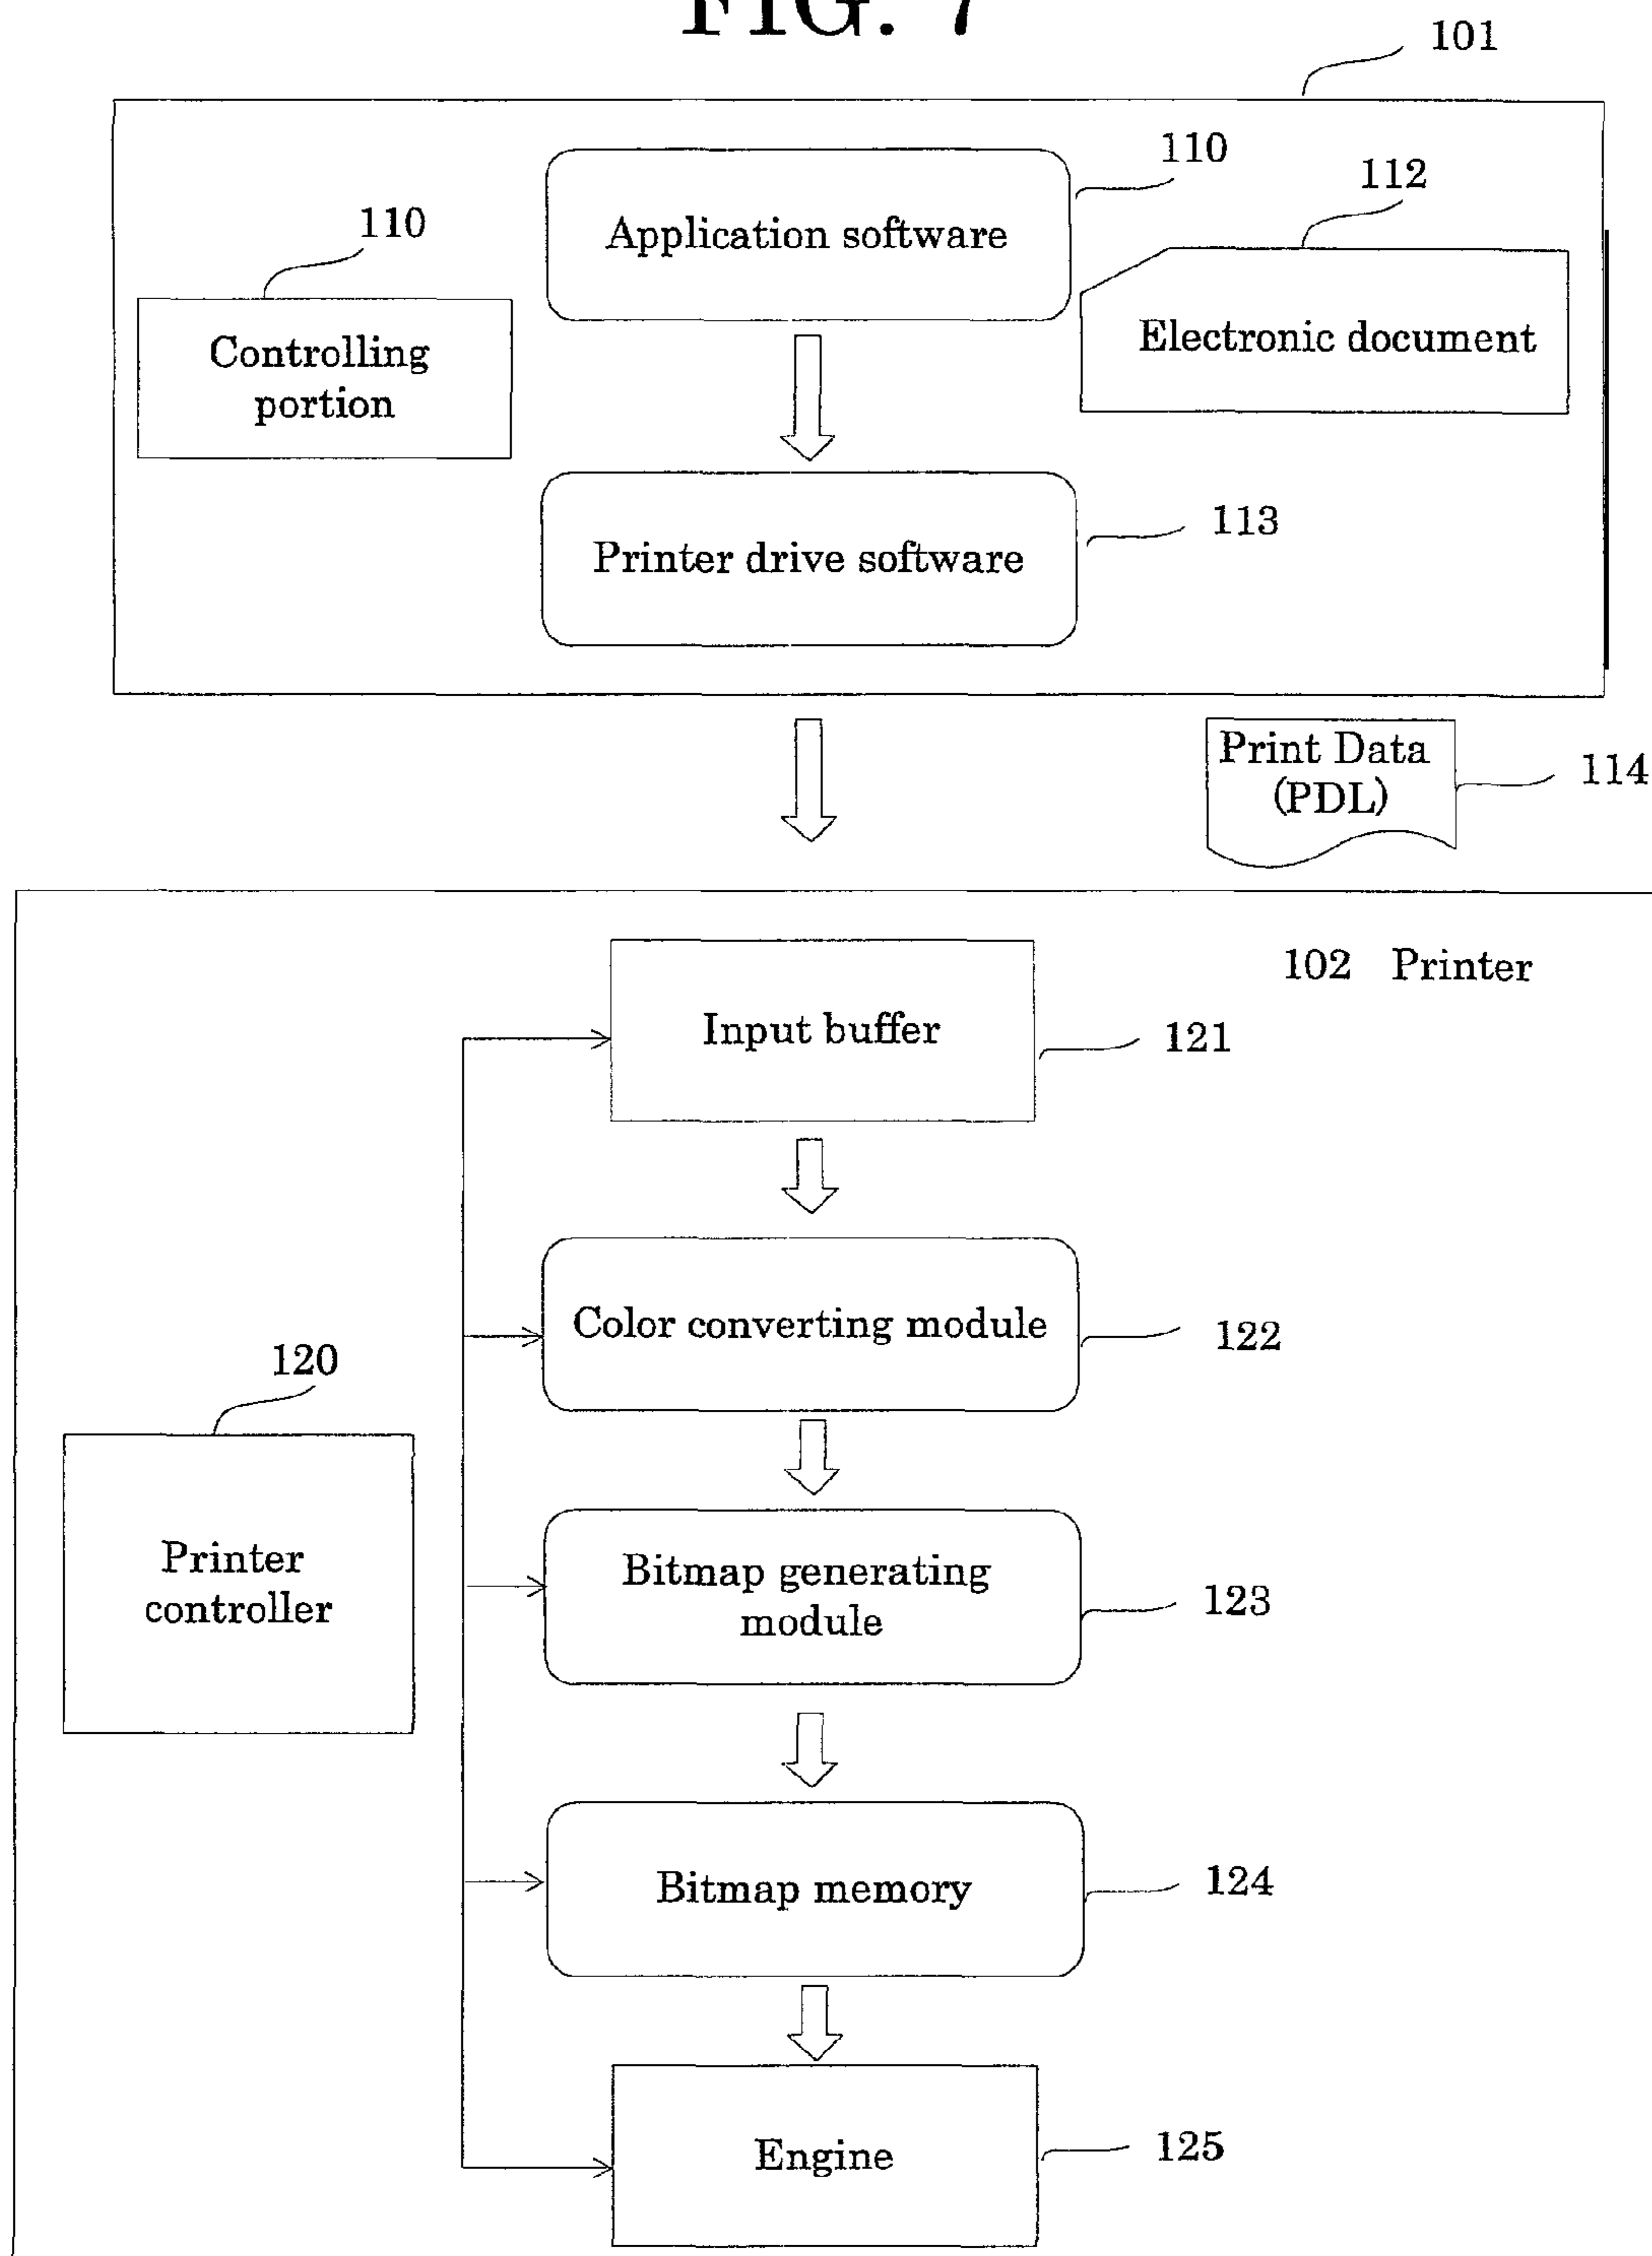 FIG. 7
101
110
112
110
Application software
Electronic document
Controlling
portion
113
Printer drive software
Print Data
(PDL)
114
102 Printer
Input buffer
121
Color converting module
122
120
Printer
controller
Bitmap generating
module
123
Bitmap memory
124
Engine
125